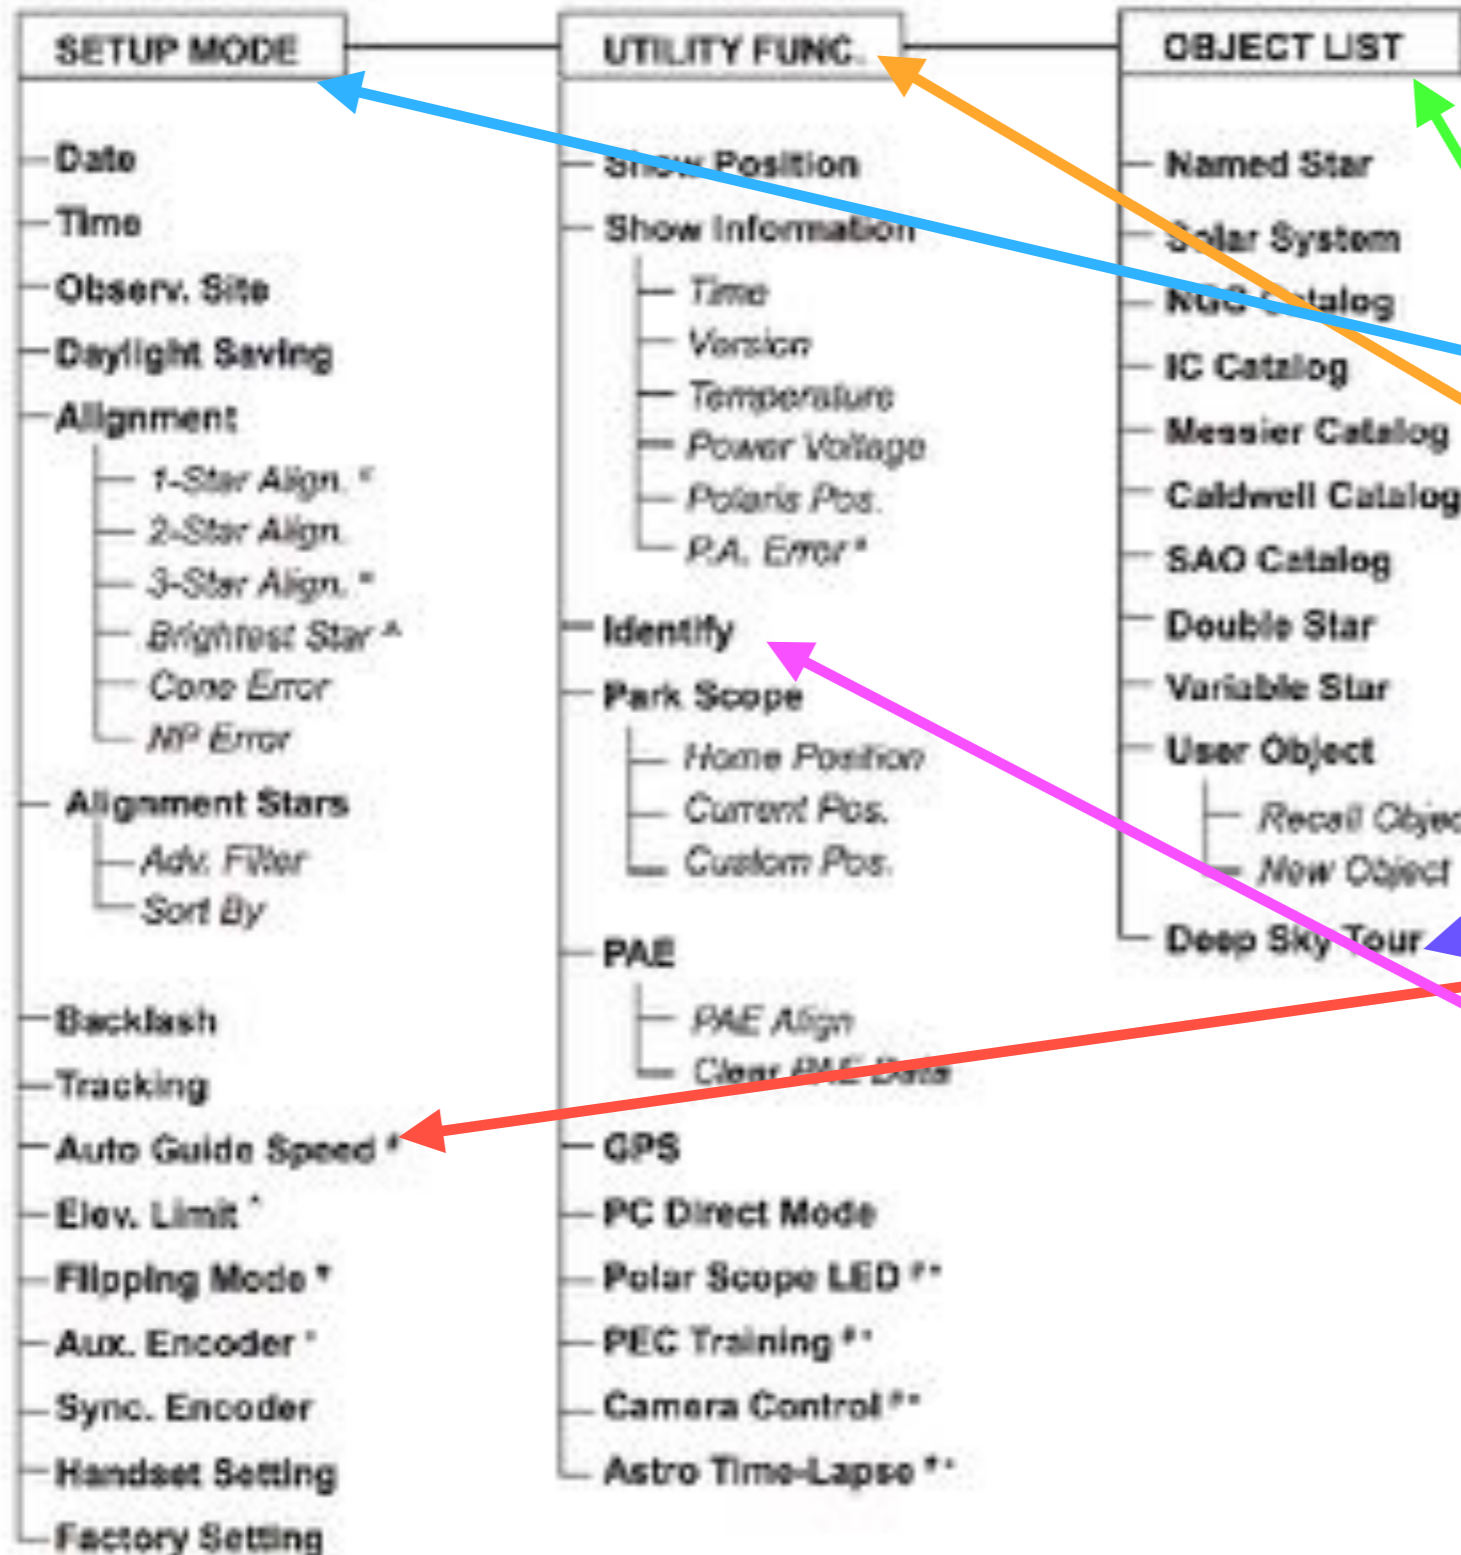 SETUP MODE
Date
Time
Observ. Site
Daylight Saving
Alignment
1-Star Align.
2-Star Align.
3-Star Align.
Brightest Star ^
Cone Error
NP Error
Alignment Stars
Adv. Filter
Sort By
Backlash
Tracking
Auto Guide Speed #
Elev. Limit ^
Flipping Mode
Aux. Encoder
Sync. Encoder
Handset Setting
Factory Setting
UTILITY FUNC.
Show Position
Show Information
Time
Version
Temperature
Power Voltage
Polaris Pos.
P.A. Error *
Identify
Park Scope
Home Position
Current Pos.
Custom Pos.
PAE
PAE Align
Clear PAE Data
GPS
PC Direct Mode
Polar Scope LED #*
PEC Training #*
Camera Control #*
Astro Time-Lapse
OBJECT LIST
Named Star
Solar System
NGC Catalog
IC Catalog
Messier Catalog
Caldwell Catalog
SAO Catalog
Double Star
Variable Star
User Object
Recall Objec
New Object
Deep Sky Tour